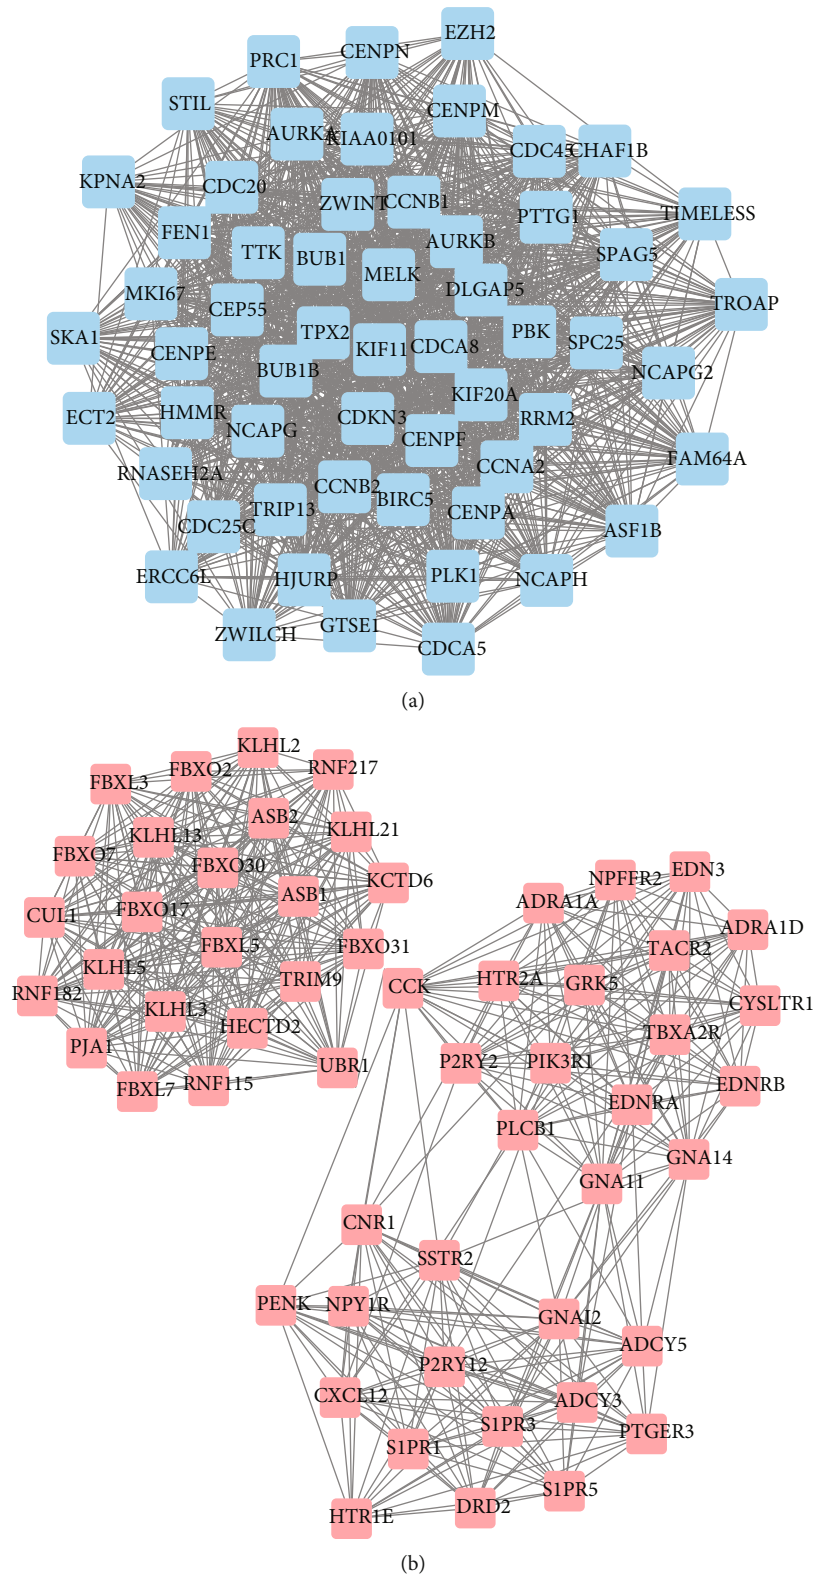 EZH2
CENPN
PRC1
STIL
CENPM
AURKA
KIAA0101
CDC45
CHAF1B
KPNA2
CDC20
ZWINT
CCNB1
PTTG1
TIMELESS
FEN1
TTK
BUB1
AURKB
SPAG5
MELK
MKI67
CEP55
DLGAP5
TROAP
SKA1
CENPE
TPX2
KIF11
CDCA8
PBK
SPC25
BUB1B
NCAPG2
ECT2
HMMR
NCAPG
CDKN3
KIF20A
RRM2
CENPF
RNASEH2A
CCNA2
FAM64A
CCNB2
BIRC5
CDC25C
TRIP13
CENPA
ASF1B
ERCC6L
HJURP
PLK1
NCAPH
ZWILCH
GTSE1
CDCA5
(a)
KLHL2
FBXL3
FBXO2
RNF217
ASB2
KLHL13
KLHL21
FBXO7
FBXO30
KCTD6
CUL1
FBXO17
ASB1
FBXL5
FBXO31
KLHL5
RNF182
TRIM9
KLHL3
HECTD2
PJA1
UBR1
FBXL7
RNF115
EDN3
NPFFR2
ADRA1A
ADRA1D
TACR2
CCK
HTR2A
GRK5
CYSLTR1
TBXA2R
P2RY2
PIK3R1
EDNRB
EDNRA
PLCB1
GNA14
GNA11
CNR1
SSTR2
PENK
NPY1R
GNAI2
ADCY5
P2RY12
CXCL12
ADCY3
S1PR3
PTGER3
S1PR1
S1PR5
HTR1E
DRD2
(b)